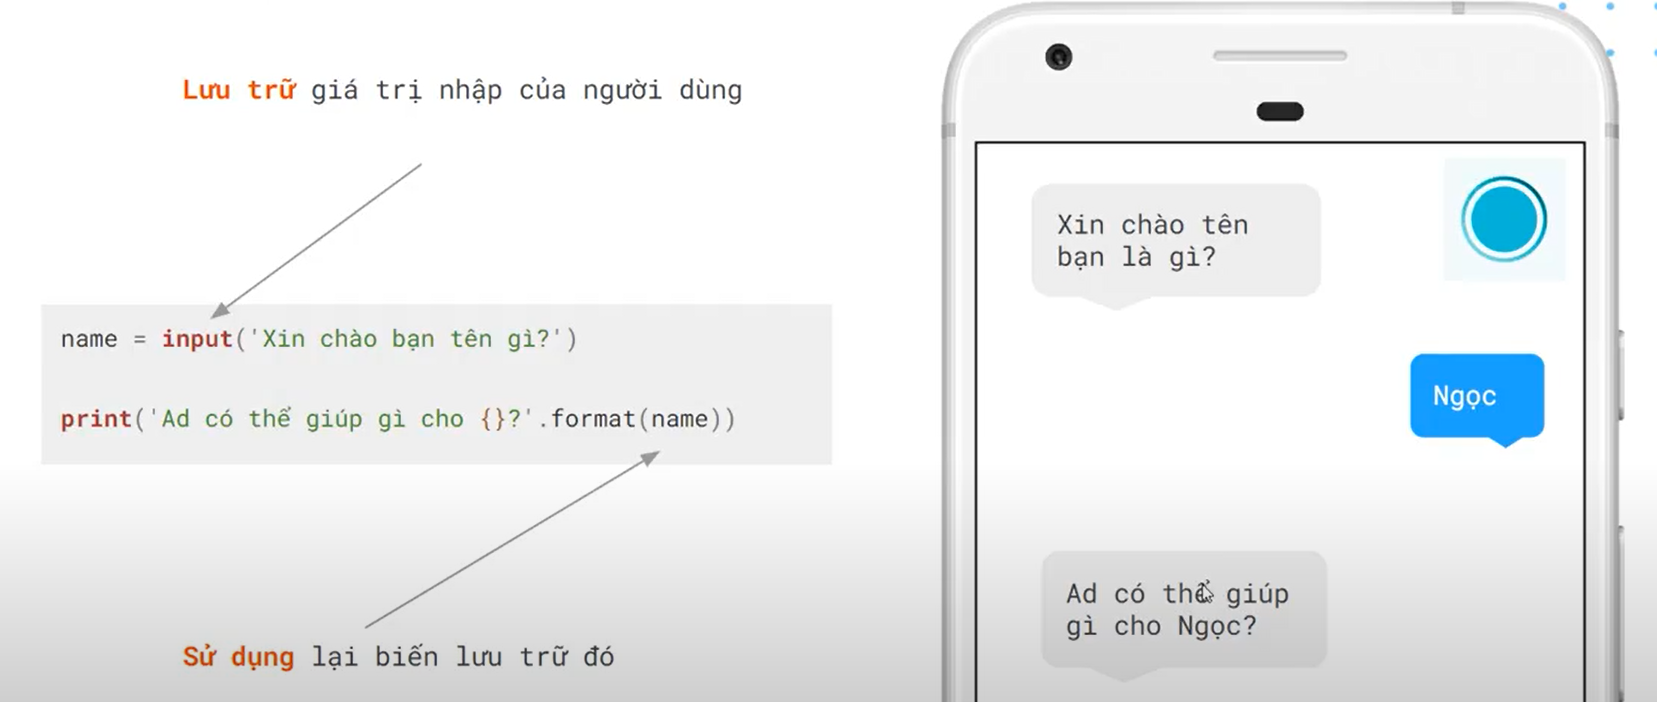 Lưu trữ giá trị nhập của người dùng
name = input('Xin chào bạn tên gì?')
print('Ad có thể giúp gì cho {}?'.format(name))
Sử dụng lại biến lưu trữ đó
Xin chào tên
bạn là gì?
Ngọc
Ad có thể giúp
gì cho Ngọc?